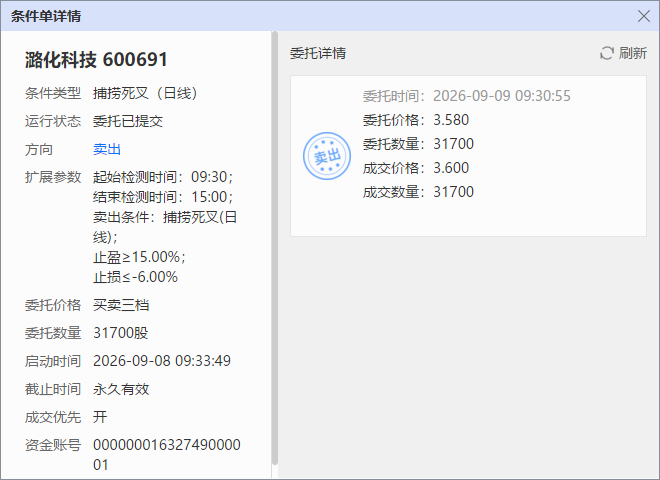 条件单详情
潞化科技 600691
条件类型 捕捞死叉（日线）
运行状态 委托已提交
方向 卖出
扩展参数 起始检测时间：09:30；
结束检测时间：15:00；
卖出条件：捕捞死叉(日
线)；
止盈≥15.00%；
止损≤-6.00%
委托价格 买卖三档
委托数量 31700股
启动时间 2026-09-08 09:33:49
截止时间 永久有效
成交优先 开
资金账号 000000016327490000
01
委托详情
刷新
卖出
委托时间：2026-09-09 09:30:55
委托价格：3.580
委托数量：31700
成交价格：3.600
成交数量：31700